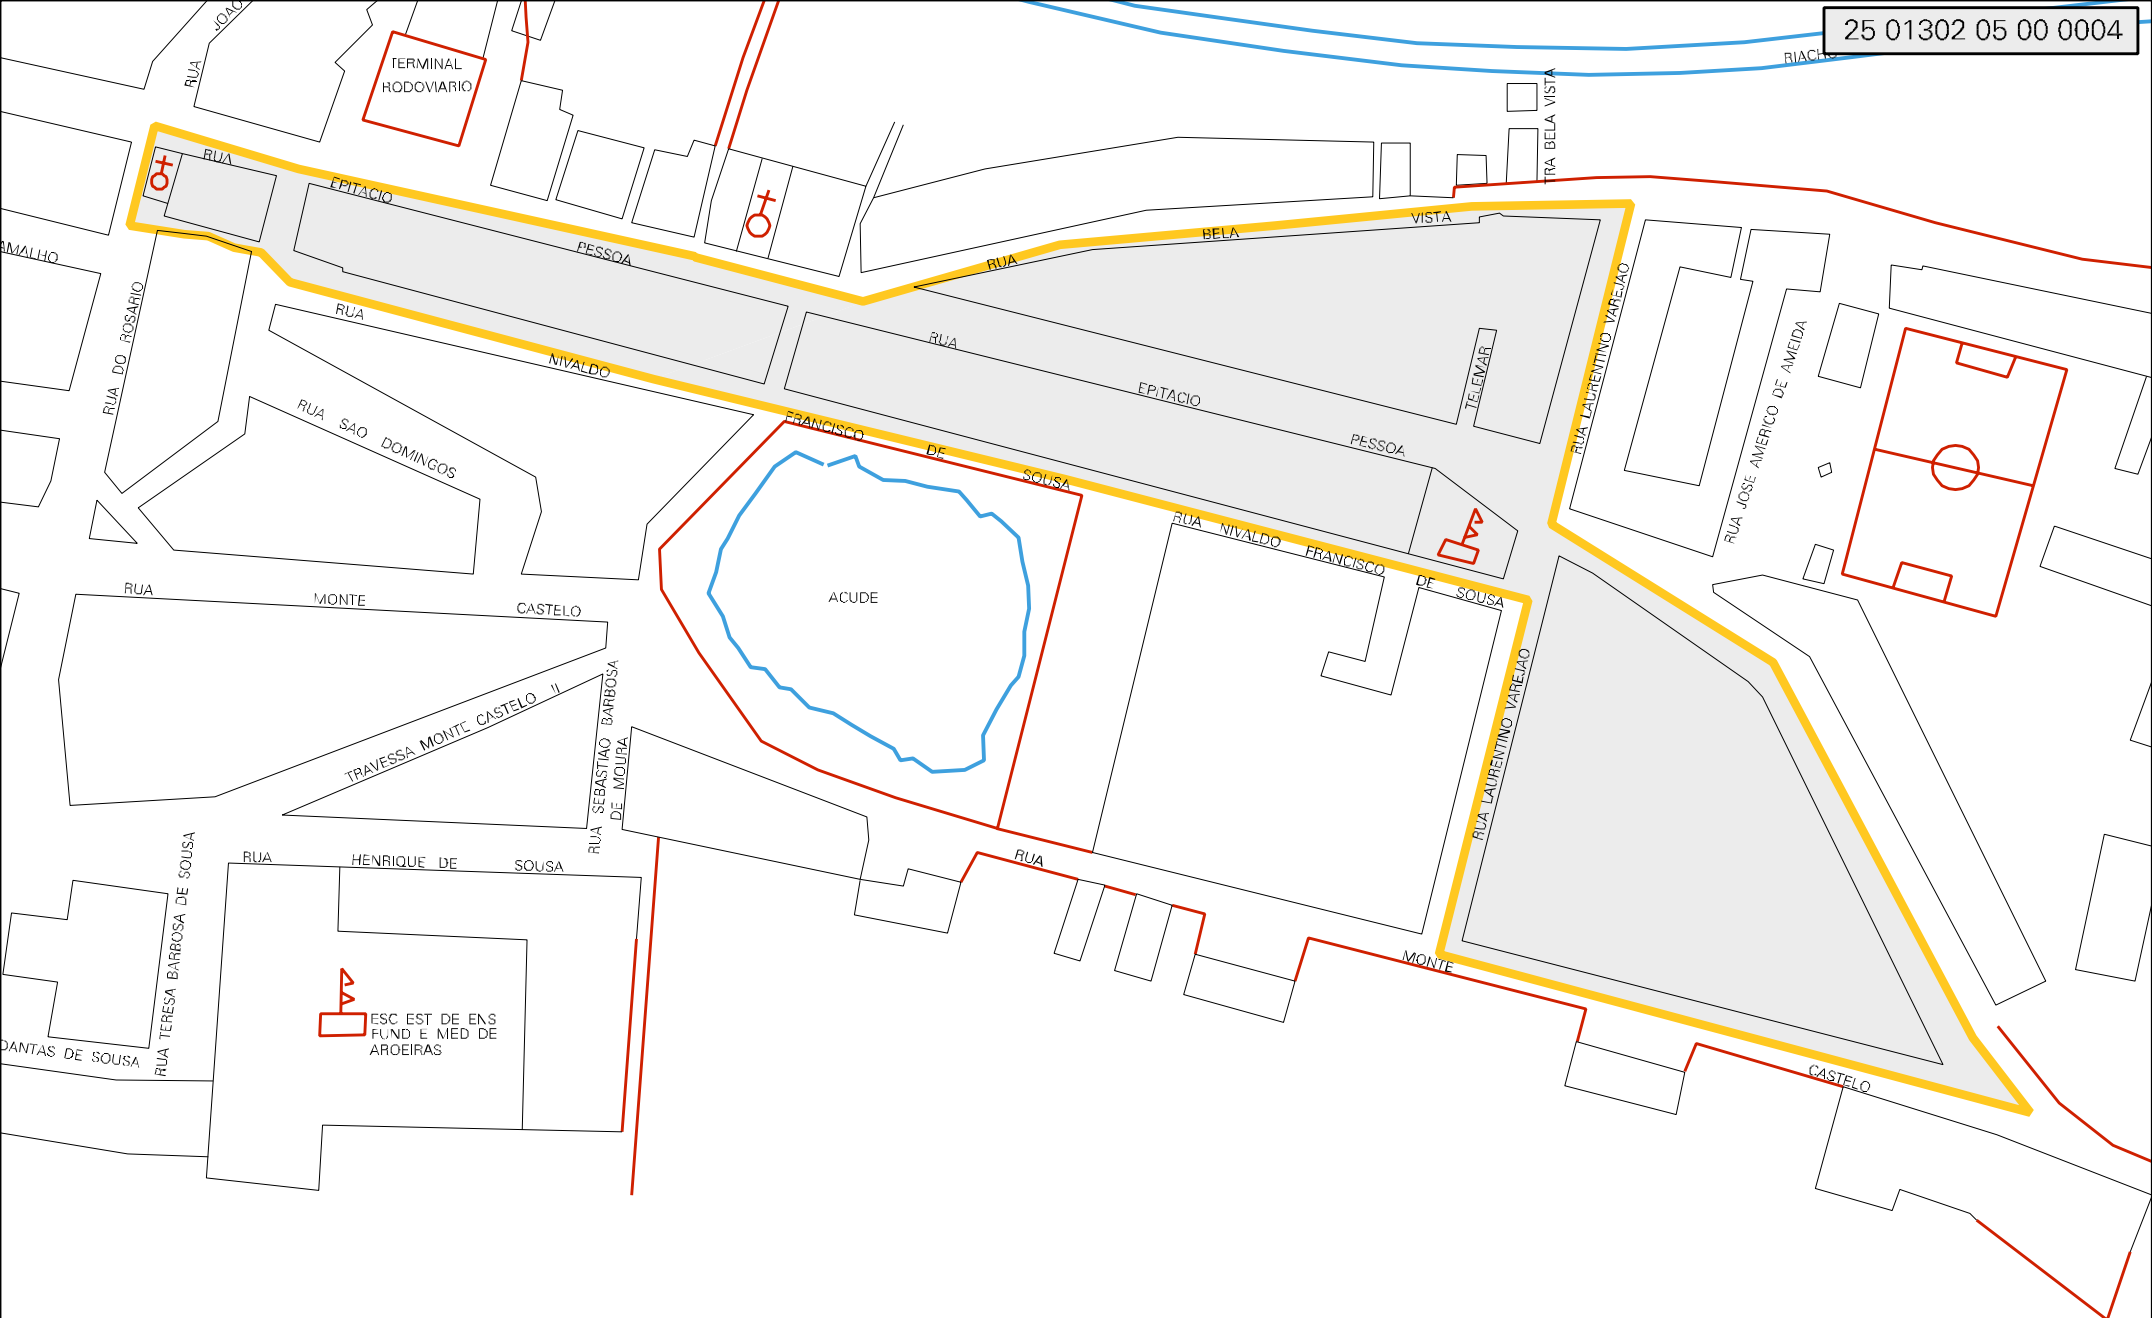 25 01302 05 00 0004
JOAO
RUA
TERMINAL
RODOVIARIO
TRA BELA VISTA
RUA
EPITACIO
PESSOA
RUA
BELA
VISTA
AMALHO
RUA DO ROSARIO
RUA
NIVALDO
FRANCISCO
DE
SOUSA
RUA
EPITACIO
PESSOA
TELEMAR
RUA LAURENTINO VAREJAO
RUA JOSE AMERICO DE AMEIDA
RUA SAO DOMINGOS
RUA NIVALDO FRANCISCO DE SOUSA
ACUDE
RUA
MONTE
CASTELO
TRAVESSA MONTE CASTELO II
RUA SEBASTIAO BARBOSA
DE MOURA
RUA LAURENTINO VAREJAO
RUA TERESA BARBOSA DE SOUSA
RUA HENRIQUE DE SOUSA
RUA
MONTE
CASTELO
ESC EST DE ENS
FUND E MED DE
AROEIRAS
DANTAS DE SOUSA